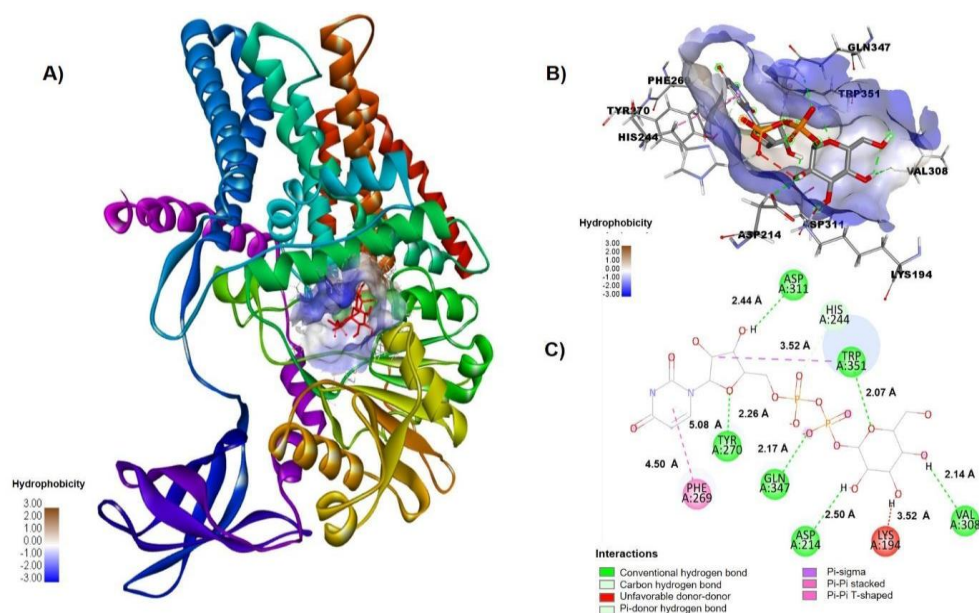 A)
Hydrophobicity
3.00
2.00
1.00
0.00
-1.00
-2.00
-3.00
B)
GLN347
PHE26
TRP351
TYR270
HIS244
VAL308
ASP214
SP311
LYS194
Hydrophobicity
3.00
2.00
1.00
0.00
-1.00
-2.00
-3.00
C)
ASP
A:311
2.44 Å
H
HIS
A:244
3.52 Å
TRP
A:351
2.07 Å
N
N
O
O
O
O
O
O
P
O
O
O-
P
O
O-
O
O
O
5.08 Å
2.26 Å
TYR
A:270
4.50 Å
PHE
A:269
2.17 Å
GLN
A:347
H
O
O
H
O
H
2.14 Å
2.50 Å
3.52 Å
ASP
A:214
LYS
A:194
VAL
A:308
Interactions
Conventional hydrogen bond
Carbon hydrogen bond
Unfavorable donor-donor
Pi-donor hydrogen bond
Pi-sigma
Pi-Pi stacked
Pi-Pi T-shaped